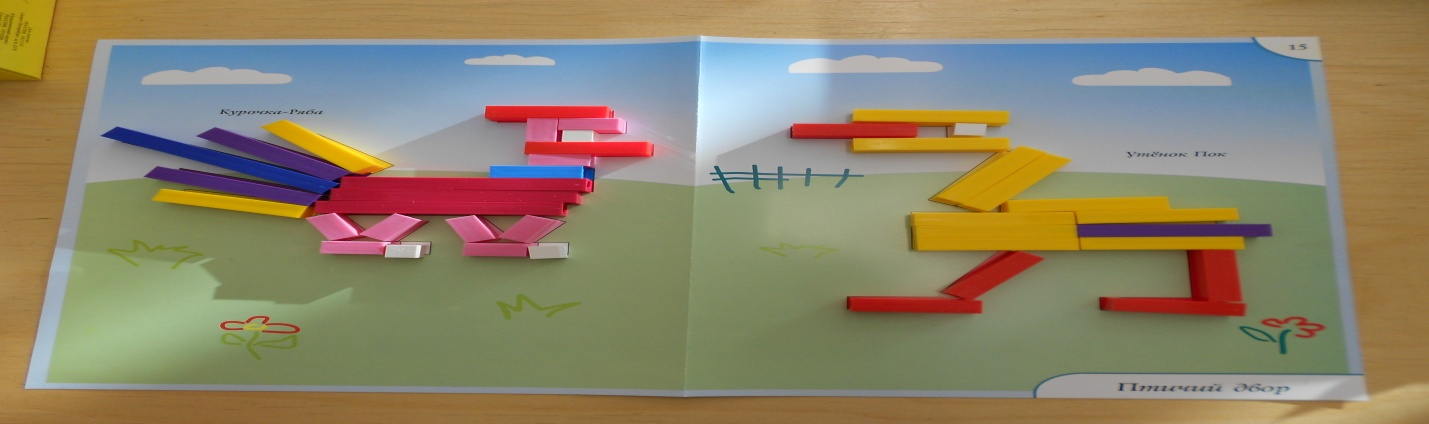 Курочка-Ряба
15
Утёнок Пок
Птичий двор